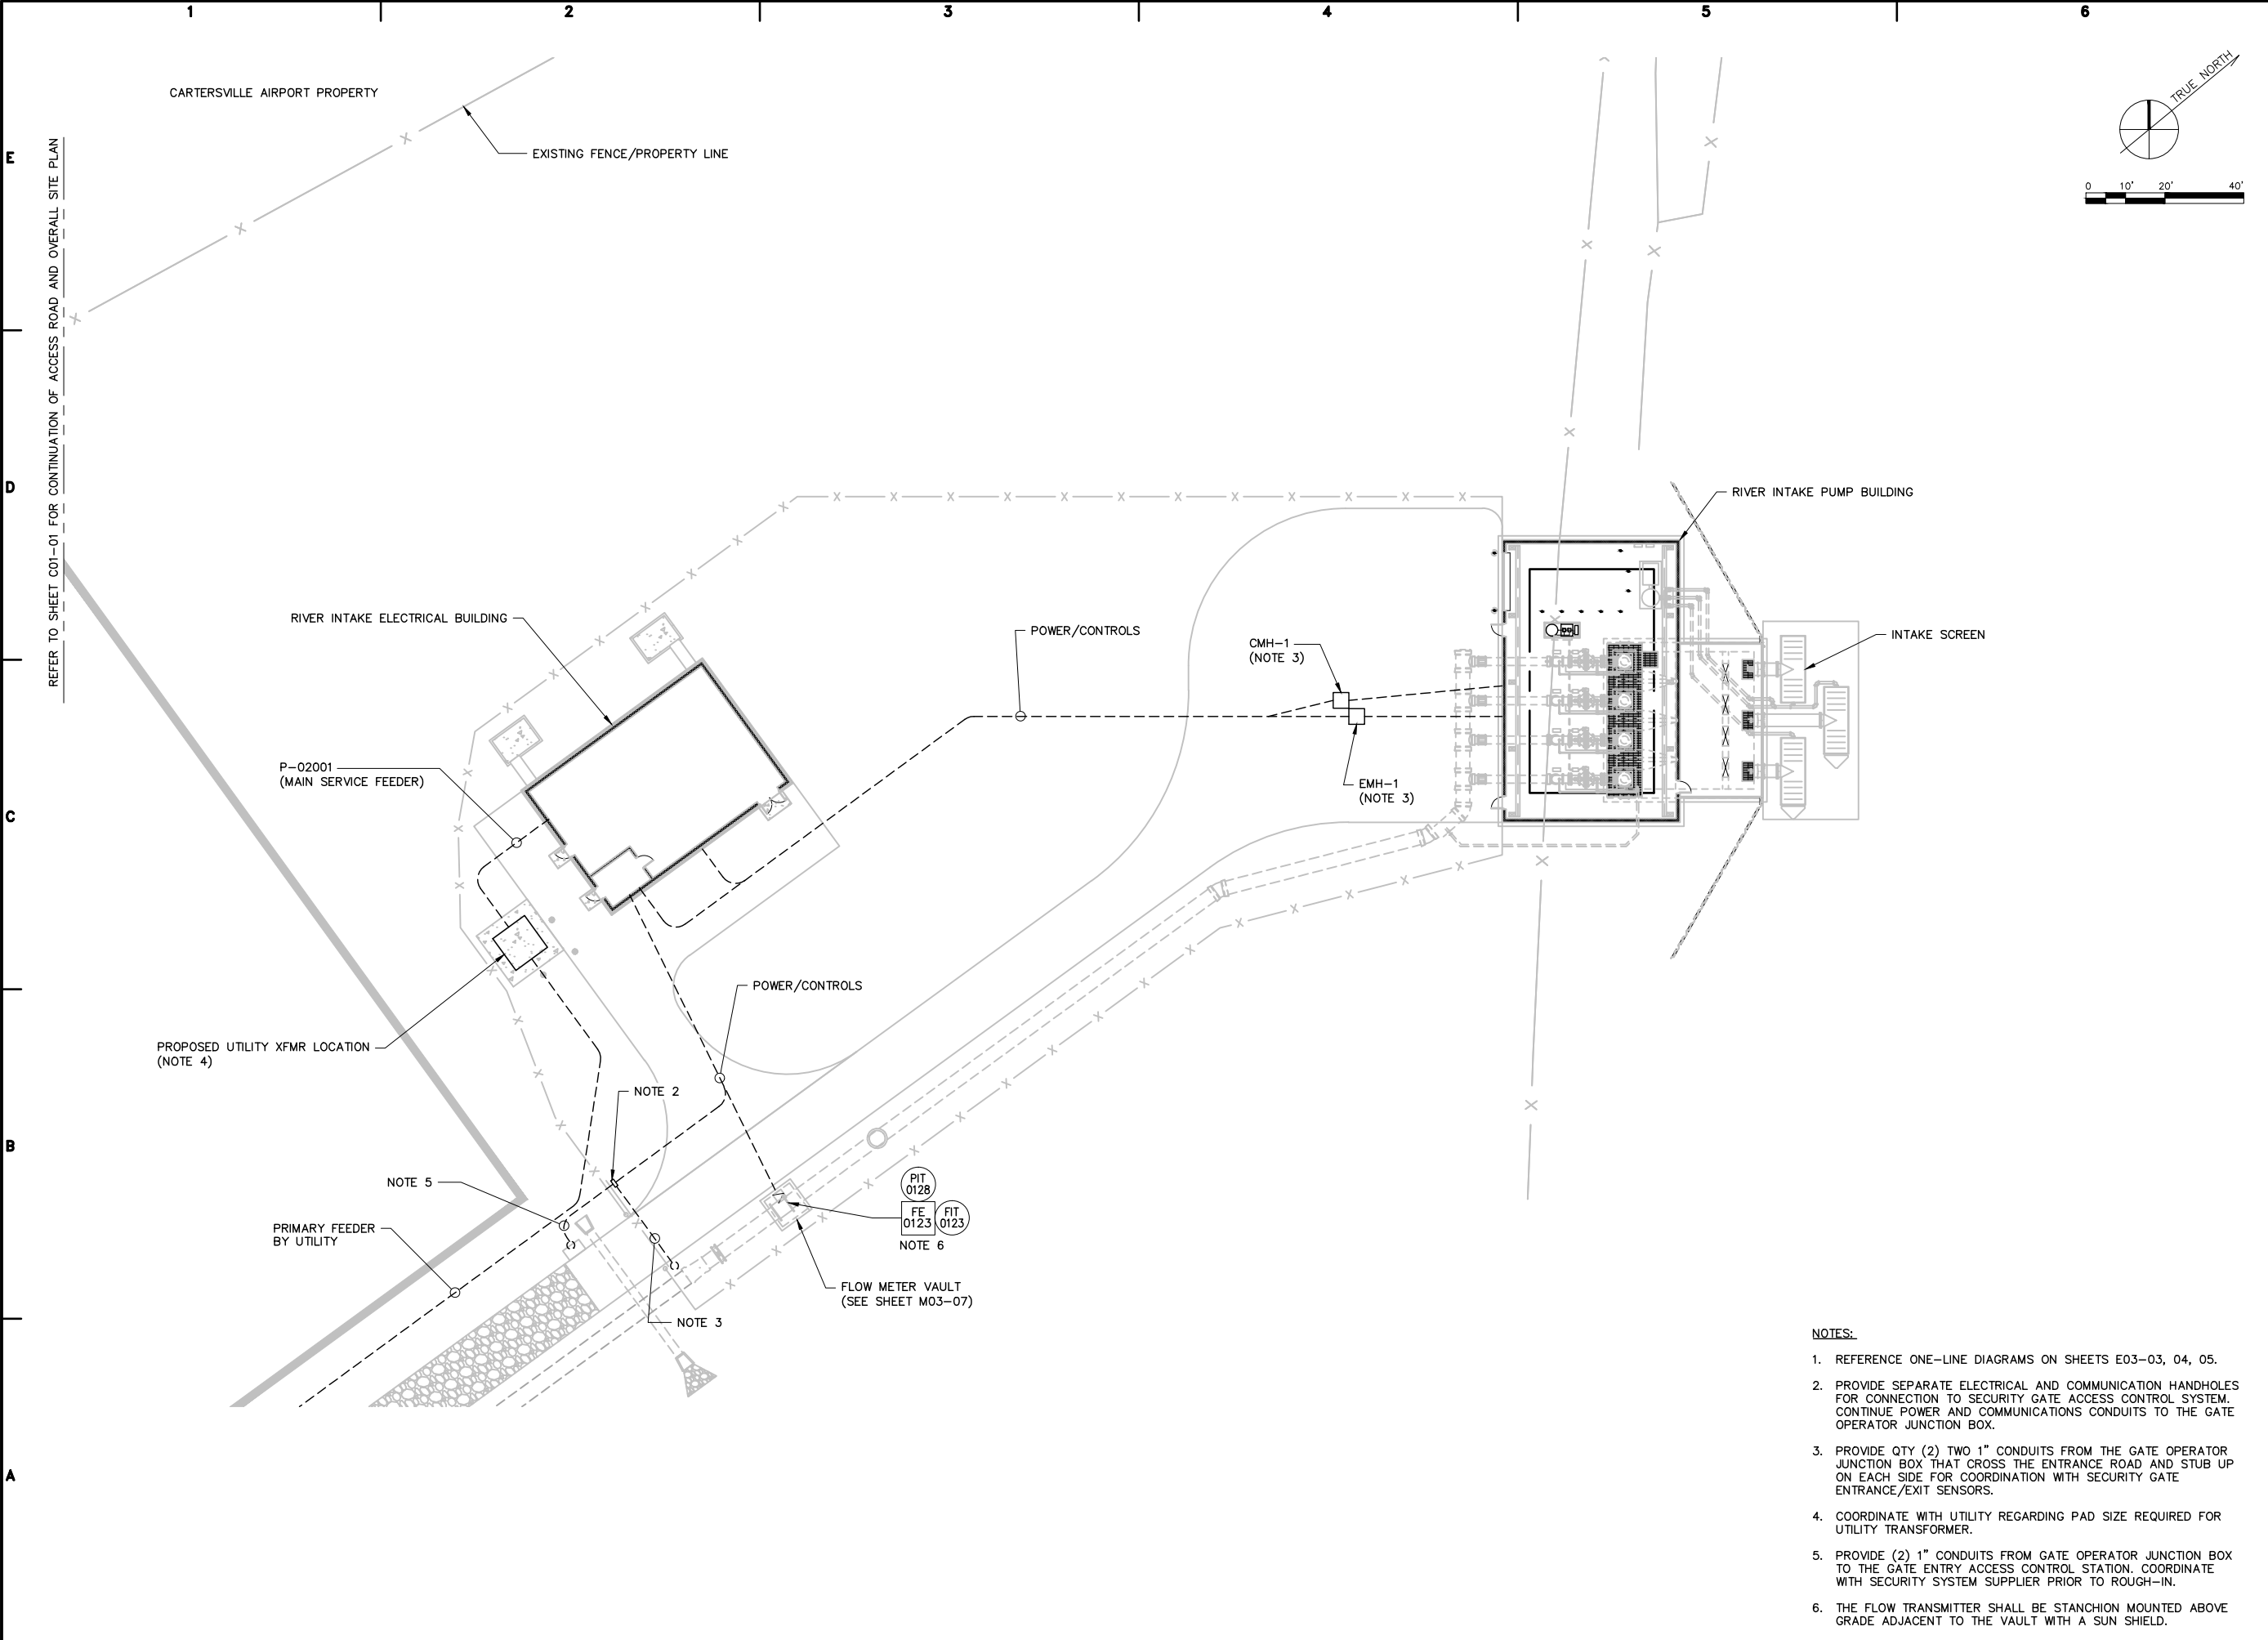 1
2
3
4
5
6
E
D
C
B
A
CARTERSVILLE AIRPORT PROPERTY
EXISTING FENCE/PROPERTY LINE
REFER TO SHEET C01-01 FOR CONTINUATION OF ACCESS ROAD AND OVERALL SITE PLAN
TRUE NORTH
0 10' 20' 40'
RIVER INTAKE PUMP BUILDING
RIVER INTAKE ELECTRICAL BUILDING
POWER/CONTROLS
CMH-1
(NOTE 3)
INTAKE SCREEN
P-02001
(MAIN SERVICE FEEDER)
EMH-1
(NOTE 3)
POWER/CONTROLS
PROPOSED UTILITY XFMR LOCATION
(NOTE 4)
NOTE 2
NOTE 5
PIT
0128
FE
0123
FIT
0123
NOTE 6
PRIMARY FEEDER
BY UTILITY
FLOW METER VAULT
(SEE SHEET M03-07)
NOTE 3
NOTES:
1. REFERENCE ONE-LINE DIAGRAMS ON SHEETS E03-03, 04, 05.
2. PROVIDE SEPARATE ELECTRICAL AND COMMUNICATION HANDHOLES
FOR CONNECTION TO SECURITY GATE ACCESS CONTROL SYSTEM.
CONTINUE POWER AND COMMUNICATIONS CONDUITS TO THE GATE
OPERATOR JUNCTION BOX.
3. PROVIDE QTY (2) TWO 1" CONDUITS FROM THE GATE OPERATOR
JUNCTION BOX THAT CROSS THE ENTRANCE ROAD AND STUB UP
ON EACH SIDE FOR COORDINATION WITH SECURITY GATE
ENTRANCE/EXIT SENSORS.
4. COORDINATE WITH UTILITY REGARDING PAD SIZE REQUIRED FOR
UTILITY TRANSFORMER.
5. PROVIDE (2) 1" CONDUITS FROM GATE OPERATOR JUNCTION BOX
TO THE GATE ENTRY ACCESS CONTROL STATION. COORDINATE
WITH SECURITY SYSTEM SUPPLIER PRIOR TO ROUGH-IN.
6. THE FLOW TRANSMITTER SHALL BE STANCHION MOUNTED ABOVE
GRADE ADJACENT TO THE VAULT WITH A SUN SHIELD.